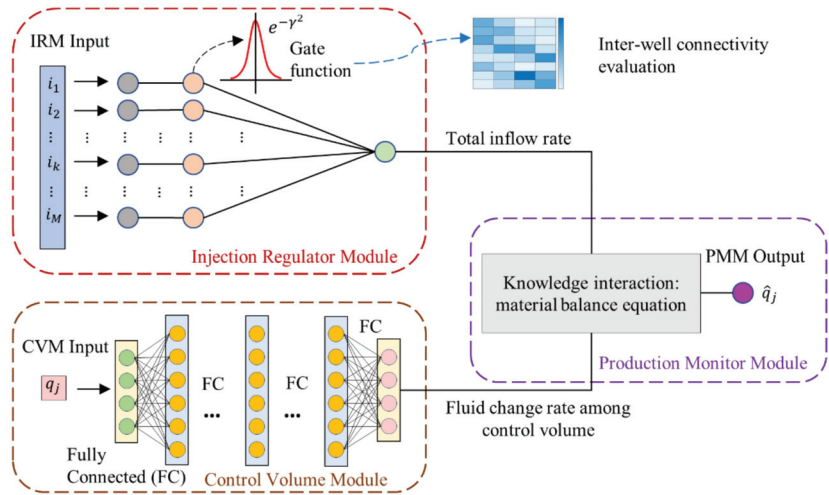 IRM Input
e^{-γ^2}
Gate
function
Inter-well connectivity
evaluation
i_1
i_2
⋮ ⋮ ⋮ ⋮ ⋮
i_k
⋮ ⋮ ⋮ ⋮ ⋮
i_M
Total inflow rate
Injection Regulator Module
Knowledge interaction:
material balance equation
PMM Output
q̂_j
Production Monitor Module
CVM Input
q_j
FC
...
FC
...
FC
Fully
Connected (FC)
Control Volume Module
Fluid change rate among
control volume